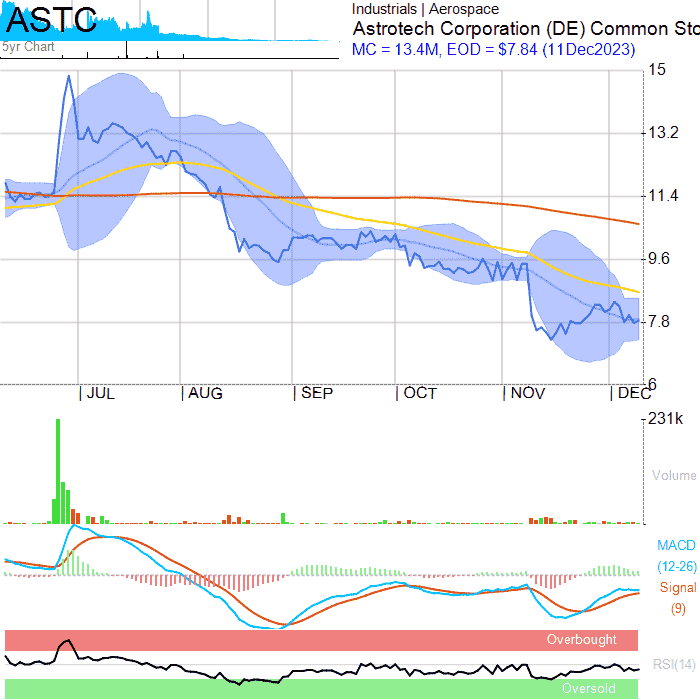 ASTC
5yr Chart
Industrials | Aerospace
Astrotech Corporation (DE) Common Sto
MC = 13.4M, EOD = $7.84 (11Dec2023)
15
13.2
11.4
9.6
7.8
6
| JUL | AUG | SEP | OCT | NOV | DEC
231k
Volume
MACD
(12-26)
Signal
(9)
Overbought
RSI(14)
Oversold